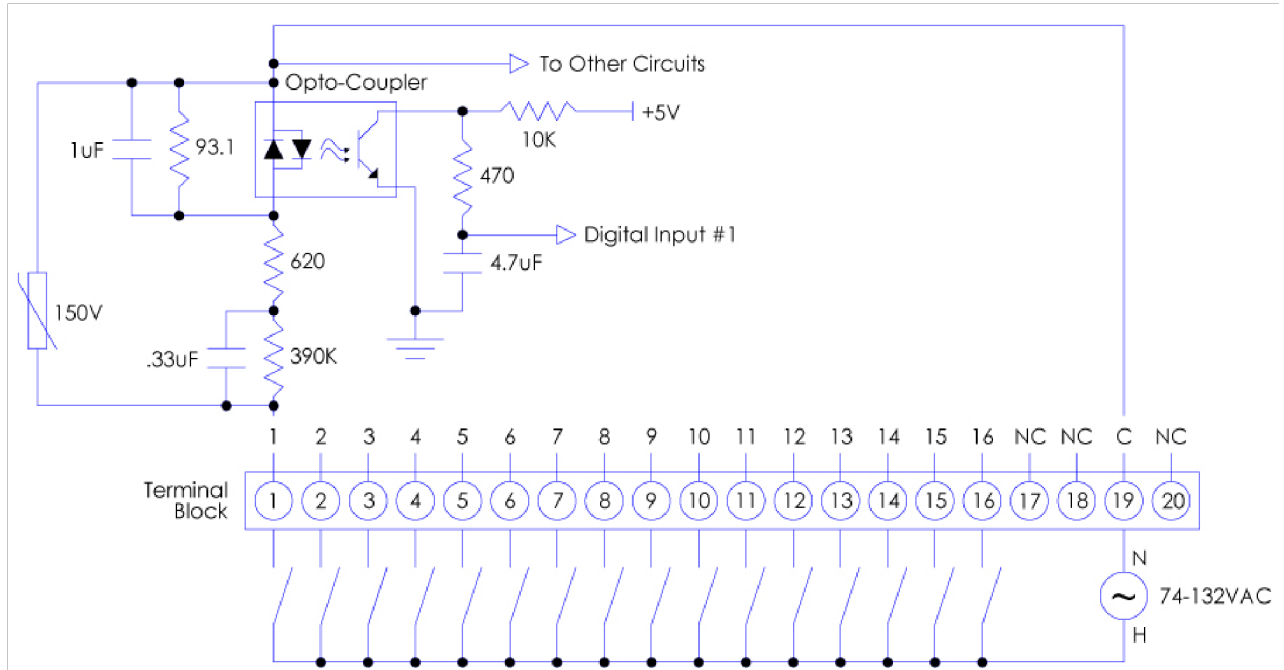 To Other Circuits
Opto-Coupler
+5V
10K
1uF
93.1
470
Digital Input #1
620
4.7uF
150V
.33uF
390K
1 2 3 4 5 6 7 8 9 10 11 12 13 14 15 16 NC NC C NC
Terminal
Block
1 2 3 4 5 6 7 8 9 10 11 12 13 14 15 16 17 18 19 20
N
~ 74-132VAC
H